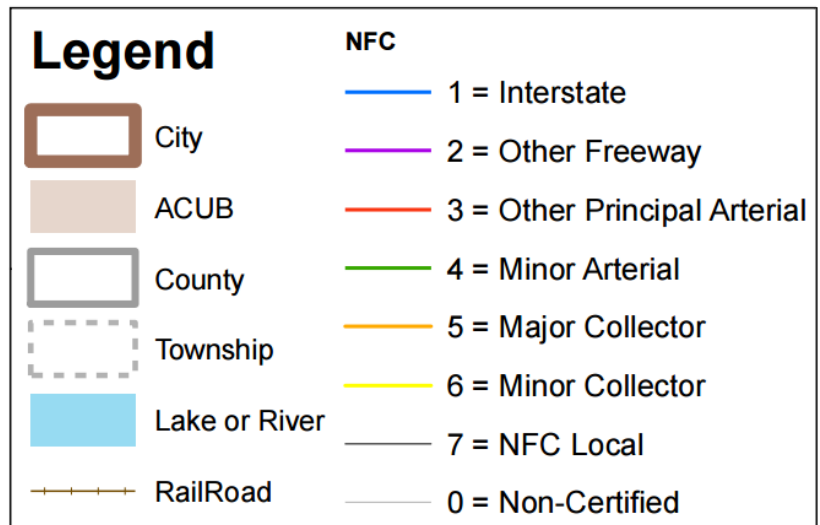 Legend
City
ACUB
County
Township
Lake or River
RailRoad
NFC
1 = Interstate
2 = Other Freeway
3 = Other Principal Arterial
4 = Minor Arterial
5 = Major Collector
6 = Minor Collector
7 = NFC Local
0 = Non-Certified